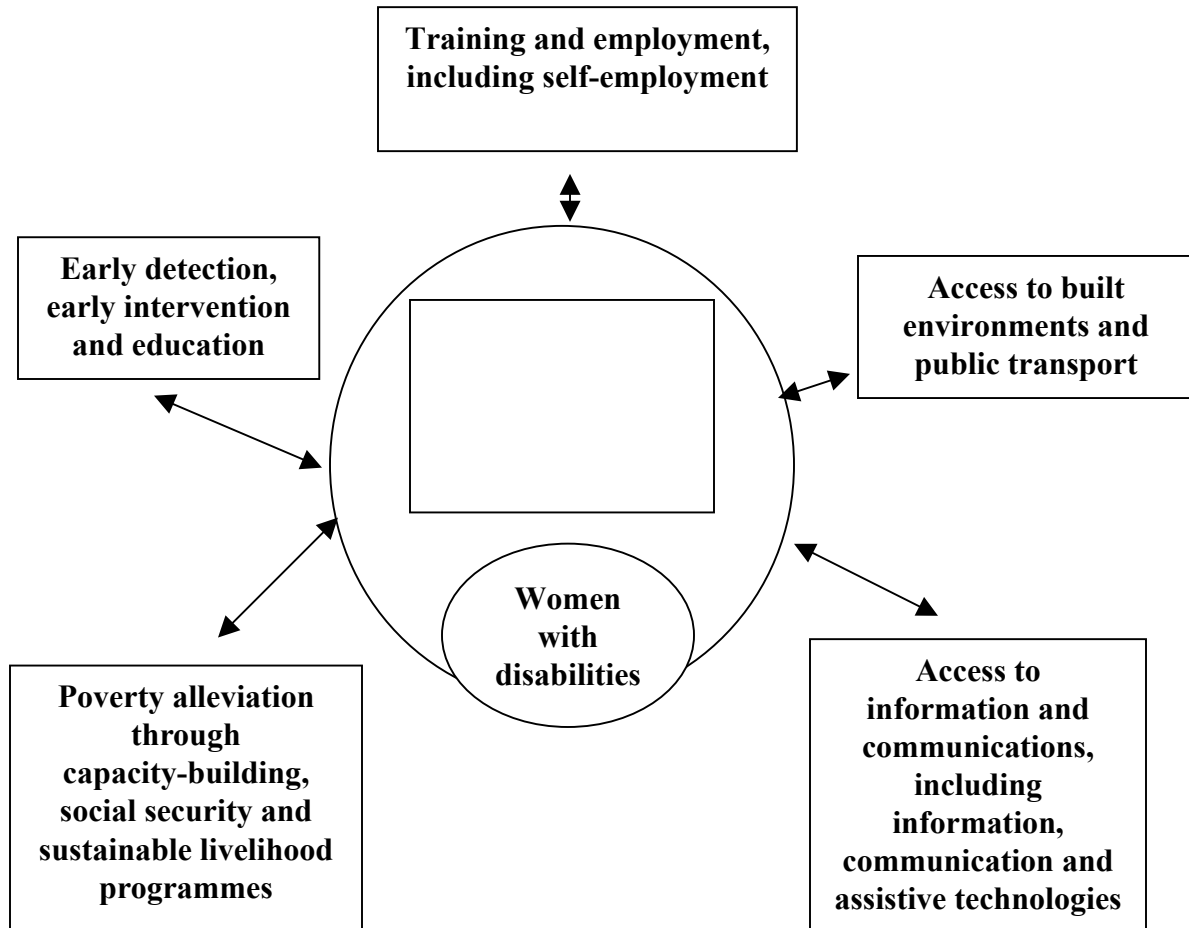 Training and employment,
including self-employment
Early detection,
early intervention
and education
Access to built
environments and
public transport
Women
with
disabilities
Poverty alleviation
through
capacity-building,
social security and
sustainable livelihood
programmes
Access to
information and
communications,
including
information,
communication and
assistive technologies